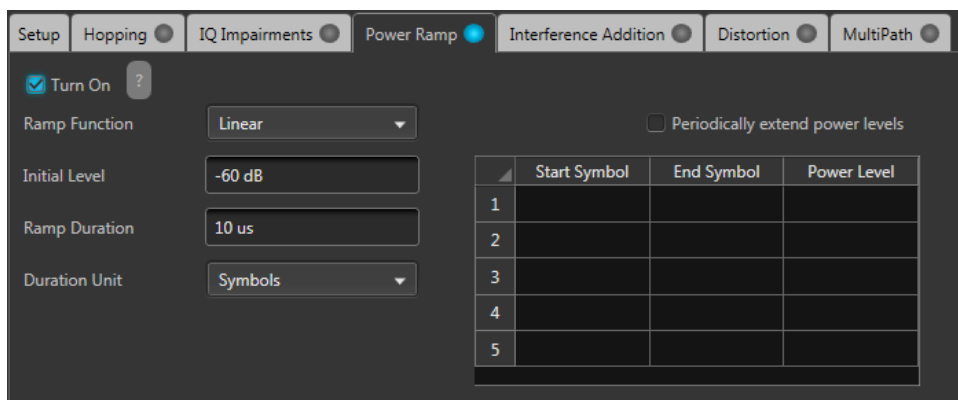 Setup Hopping IQ Impairments Power Ramp Interference Addition Distortion MultiPath
Turn On ?
Ramp Function Linear Periodically extend power levels
Initial Level -60 dB
Start Symbol End Symbol Power Level
1
Ramp Duration 10 us
2
Duration Unit Symbols
3
4
5